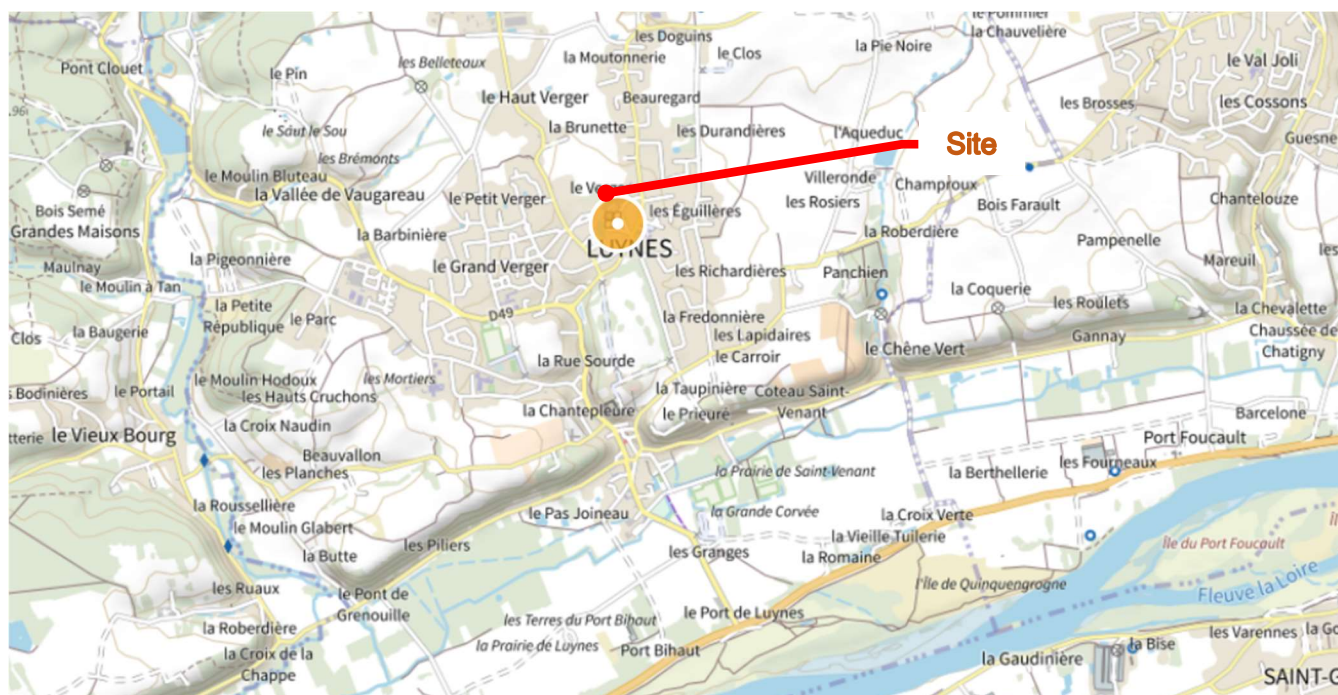 le Pommier
la Chauvelière
les Doguins
la Pie Noire
le Clos
la Moutonnerie
les Belleteaux
Pont Clouet
le Pin
le Val Joli
les Cossons
les Brosses
le Haut Verger
Beauregard
la Brunette
les Durandières
l'Aqueduc
Site
le Saut le Sou
les Brémonts
le Moulin Bluteau
la Vallée de Vaugareau
Villeronde
Champroux
le Petit Verger
les Rosiers
Bois Farault
Chantelouze
Bois Semé
Grandes Maisons
les Éguillères
la Barbinière
la Roberdière
Pampenelle
LUYNES
Maulnay
la Pigeonnière
le Grand Verger
les Richardières
Panchien
Mareuil
le Moulin à Tan
la Coquerie
les Roulets
la Petite
République
le Parc
D49
la Fredonnière
la Chevalette
Clos
la Baugerie
les Lapidaires
Gannay
Chaussée de
Chatigny
la Rue Sourde
le Carroir
le Chêne Vert
le Portail
le Moulin Hodoux
les Mortiers
les Hauts Cruchons
la Taupinière
Coteau Saint-
Venant
la Chantepleure
le Prieuré
Barcelone
le Vieux Bourg
la Croix Naudin
Port Foucault
Beauvallon
les Planches
la Prairie de Saint-Venant
la Berthellerie
les Fourneaux
la Roussellière
le Pas Joineau
la Grande Corvée
la Croix Verte
le Moulin Glabert
la Vieille Tuilerie
la Butte
les Piliers
les Granges
la Romaine
Île du Port Foucault
les Ruaux
le Pont de
Grenouille
l'Île de Quinquengrogne
Fleuve la Loire
les Terres du Port Bihaut
le Port de Luynes
la Roberdière
la Prairie de Luynes
Port Bihaut
la Croix de la
Chappe
la Gaudinière
la Bise
les Varennes